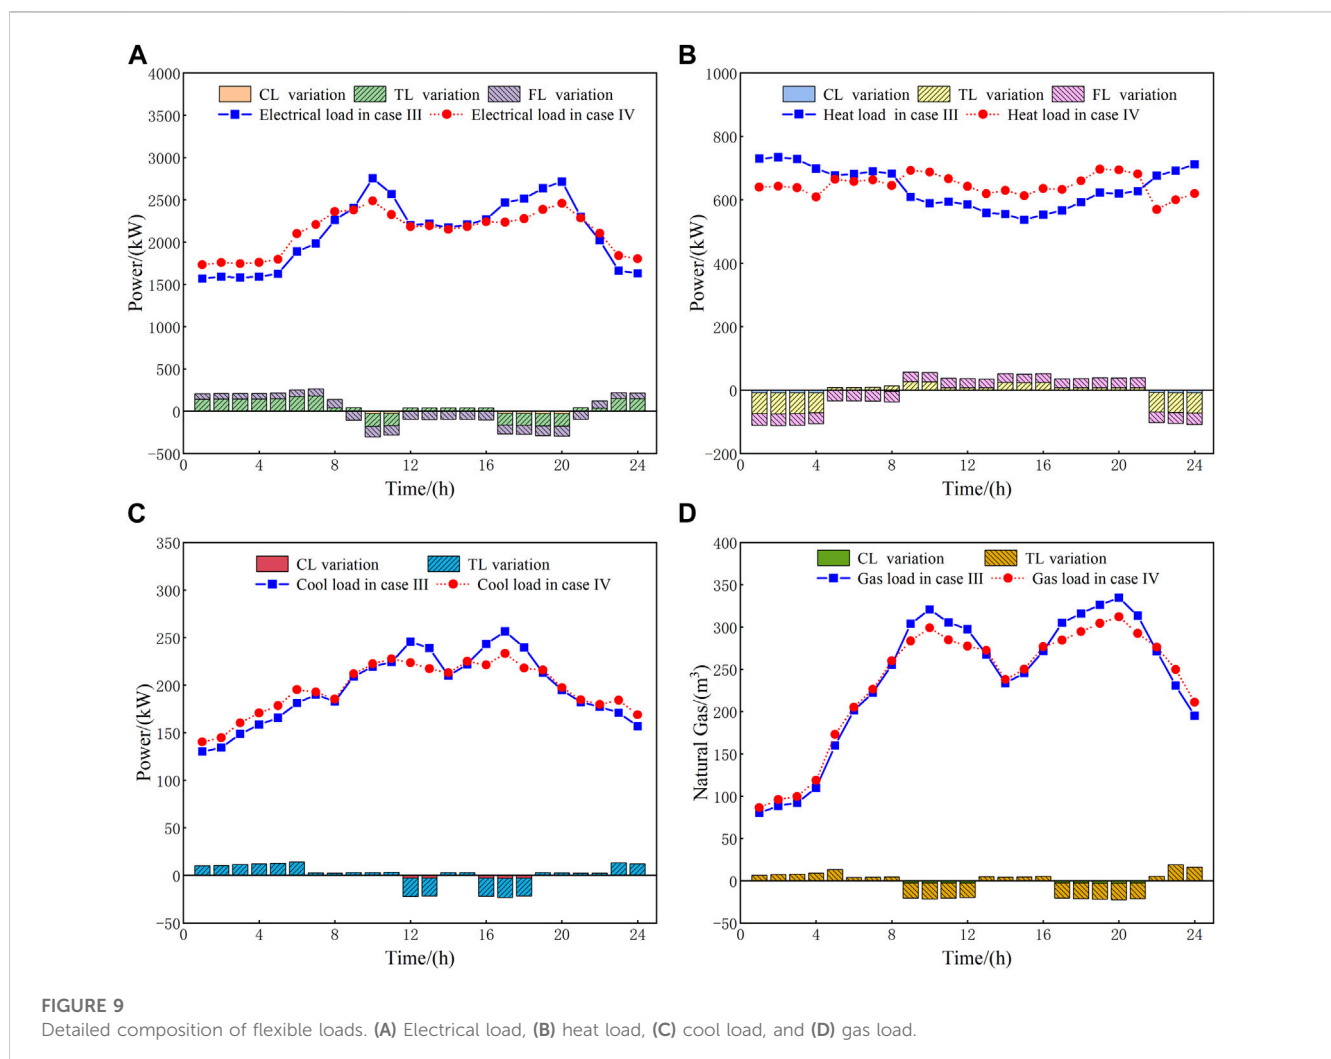 A
CL variation TL variation FL variation
Electrical load in case III Electrical load in case IV
4000
3500
3000
2500
2000
1500
1000
500
0
−500
Power/(kW)
0 4 8 12 16 20 24
Time/(h)
B
CL variation TL variation FL variation
Heat load in case III Heat load in case IV
1000
800
600
400
200
0
−200
Power/(kW)
0 4 8 12 16 20 24
Time/(h)
C
CL variation TL variation
Cool load in case III Cool load in case IV
350
300
250
200
150
100
50
0
−50
Power/(kW)
0 4 8 12 16 20 24
Time/(h)
D
CL variation TL variation
Gas load in case III Gas load in case IV
400
350
300
250
200
150
100
50
0
−50
Natural Gas/(m³)
0 4 8 12 16 20 24
Time/(h)
FIGURE 9
Detailed composition of flexible loads. (A) Electrical load, (B) heat load, (C) cool load, and (D) gas load.